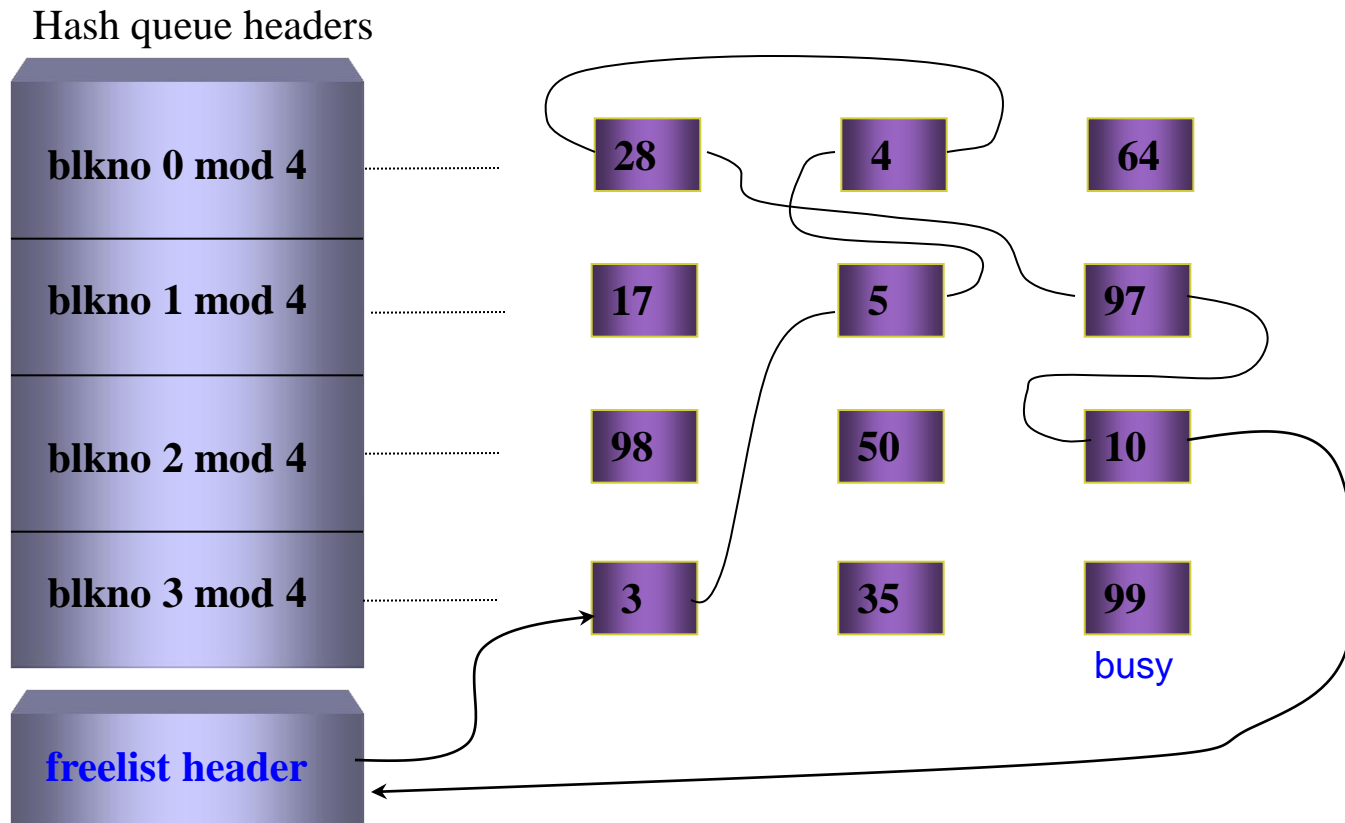 Hash queue headers
blkno 0 mod 4
28
4
64
blkno 1 mod 4
17
5
97
blkno 2 mod 4
98
50
10
blkno 3 mod 4
3
35
99
busy
freelist header